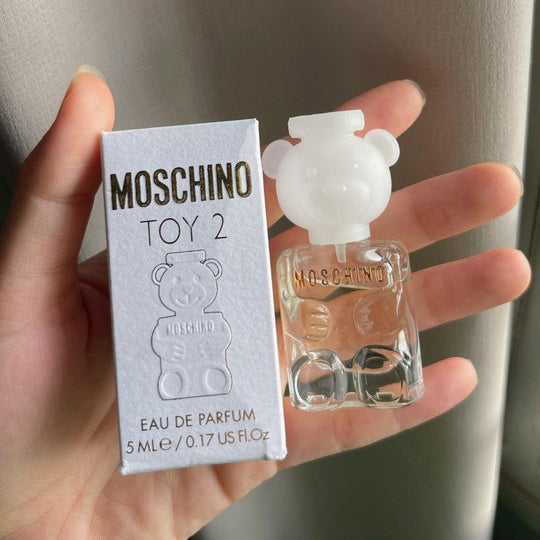 MOSCHINO
TOY 2
MOSCHINO
EAU DE PARFUM
5 ML ℮ / 0.17 US Fl.Oz
MOSCHINO